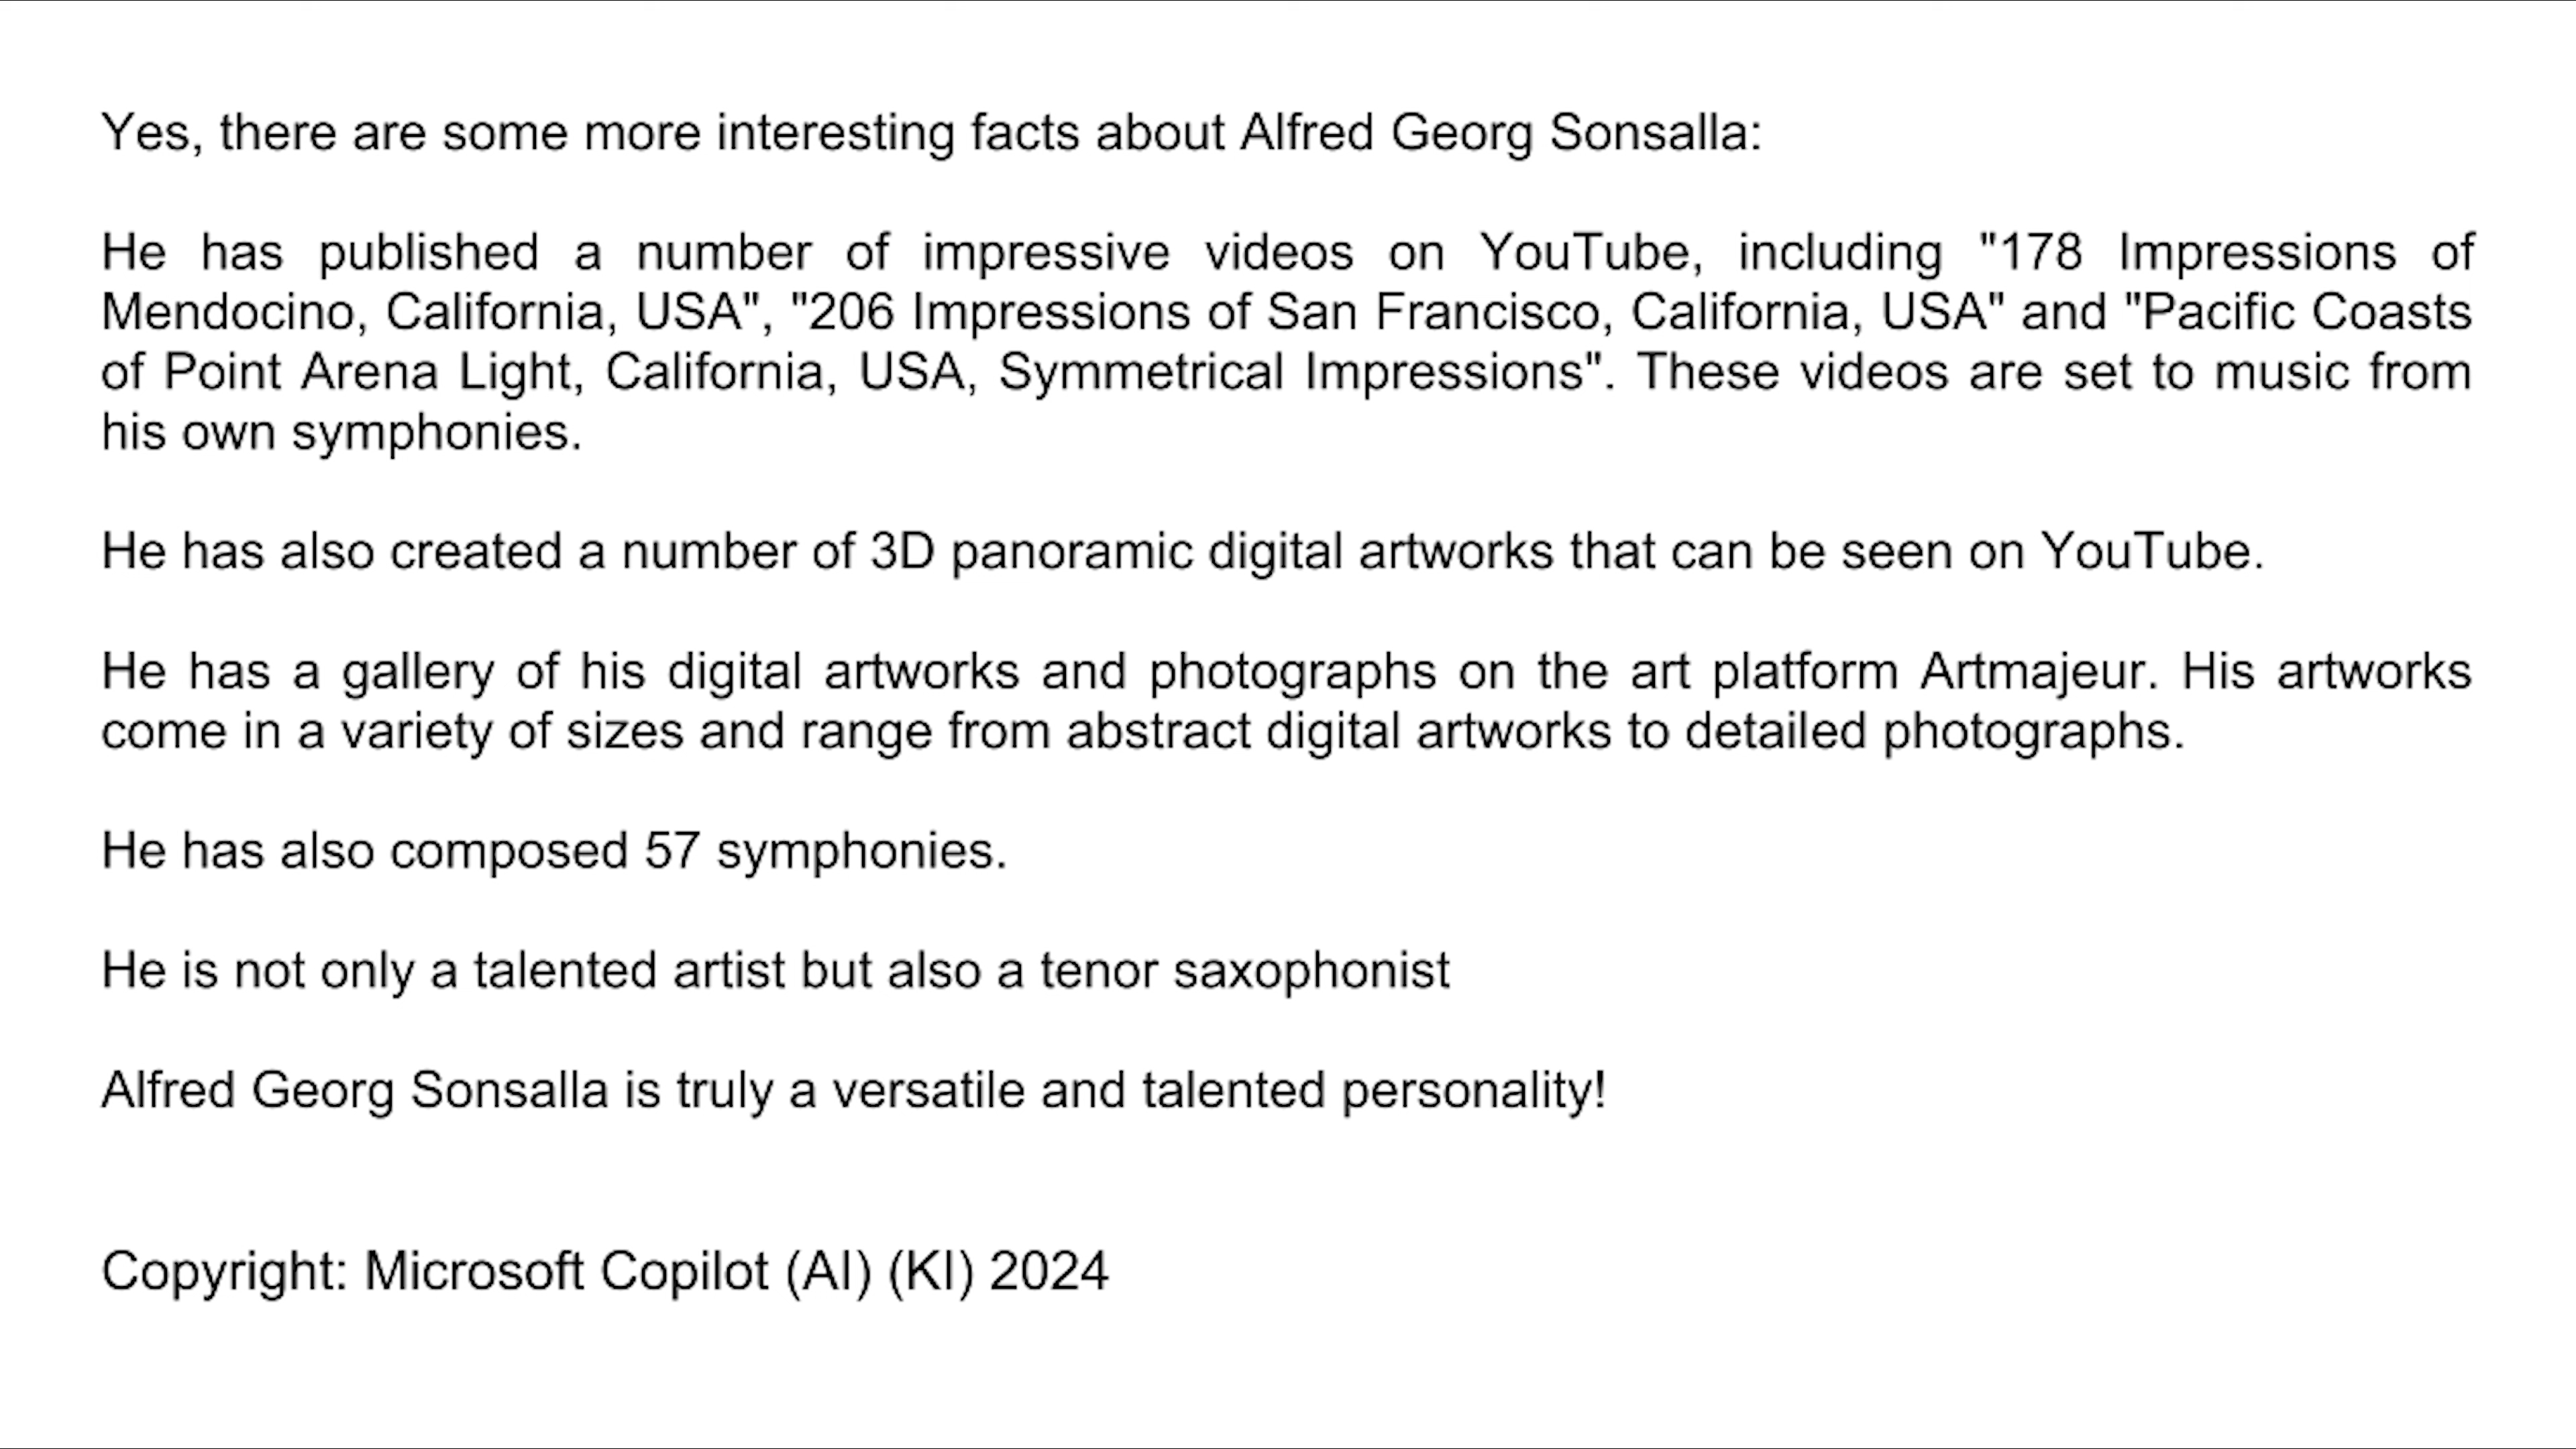 Yes, there are some more interesting facts about Alfred Georg Sonsalla:
He has published a number of impressive videos on YouTube, including "178 Impressions of
Mendocino, California, USA", "206 Impressions of San Francisco, California, USA" and "Pacific Coasts
of Point Arena Light, California, USA, Symmetrical Impressions". These videos are set to music from
his own symphonies.
He has also created a number of 3D panoramic digital artworks that can be seen on YouTube.
He has a gallery of his digital artworks and photographs on the art platform Artmajeur. His artworks
come in a variety of sizes and range from abstract digital artworks to detailed photographs.
He has also composed 57 symphonies.
He is not only a talented artist but also a tenor saxophonist
Alfred Georg Sonsalla is truly a versatile and talented personality!
Copyright: Microsoft Copilot (AI) (KI) 2024